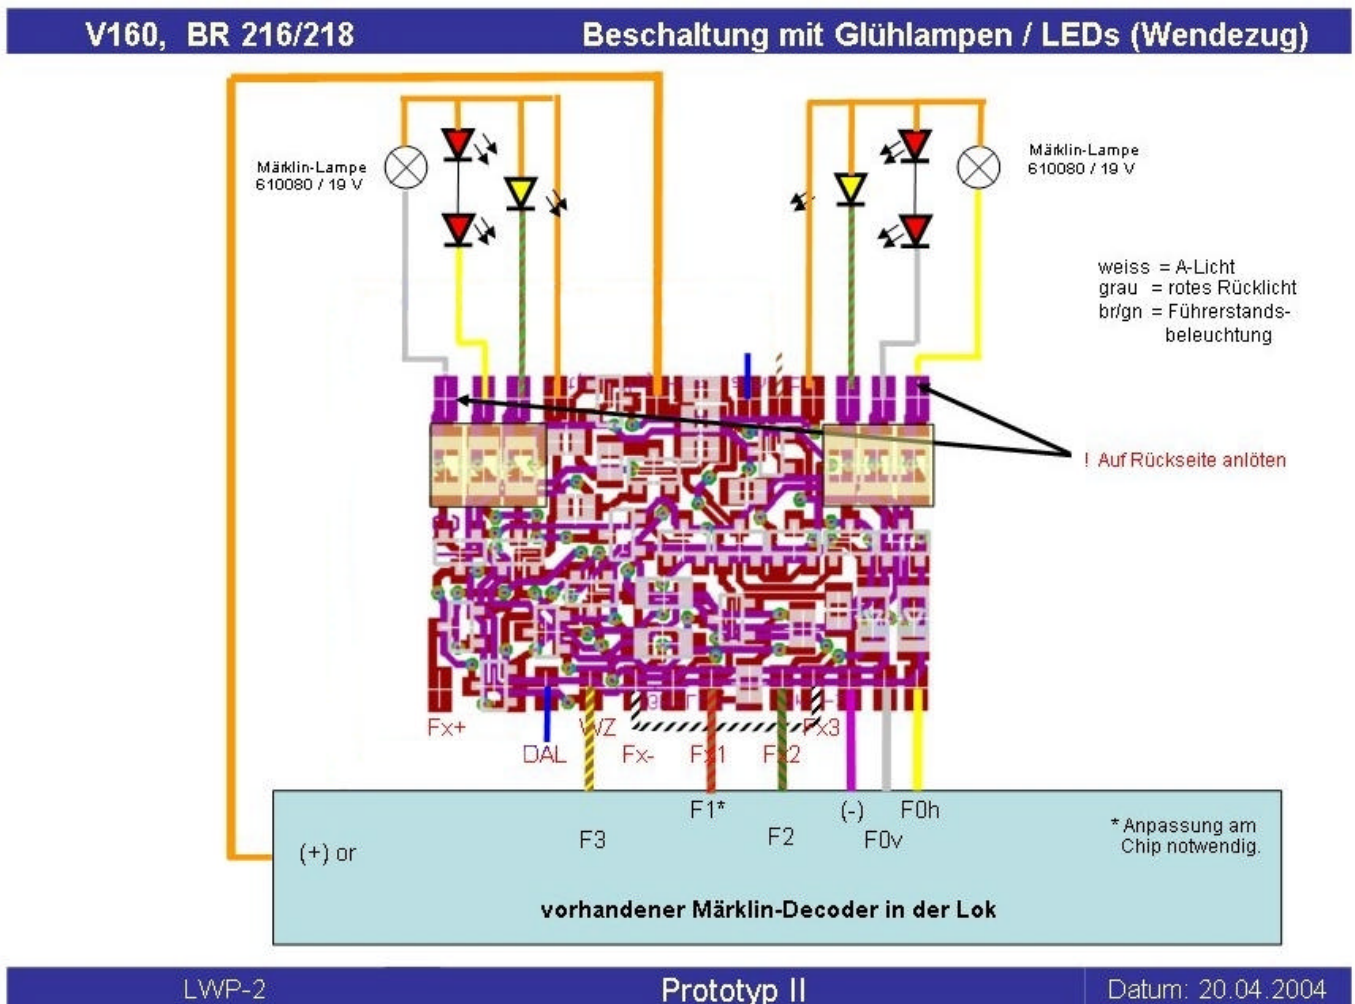 V160, BR 216/218
Beschaltung mit Glühlampen / LEDs (Wendezug)
Märklin-Lampe
610080 / 19 V
Märklin-Lampe
610080 / 19 V
weiss = A-Licht
grau = rotes Rücklicht
br/gn = Führerstands-
beleuchtung
! Auf Rückseite anlöten
Fx+
DAL
WZ
Fx-
Fx1
Fx2
Fx3
F1*
(-)
F0h
F3
F2
F0v
(+) or
* Anpassung am
Chip notwendig.
vorhandener Märklin-Decoder in der Lok
LWP-2
Prototyp II
Datum: 20.04.2004